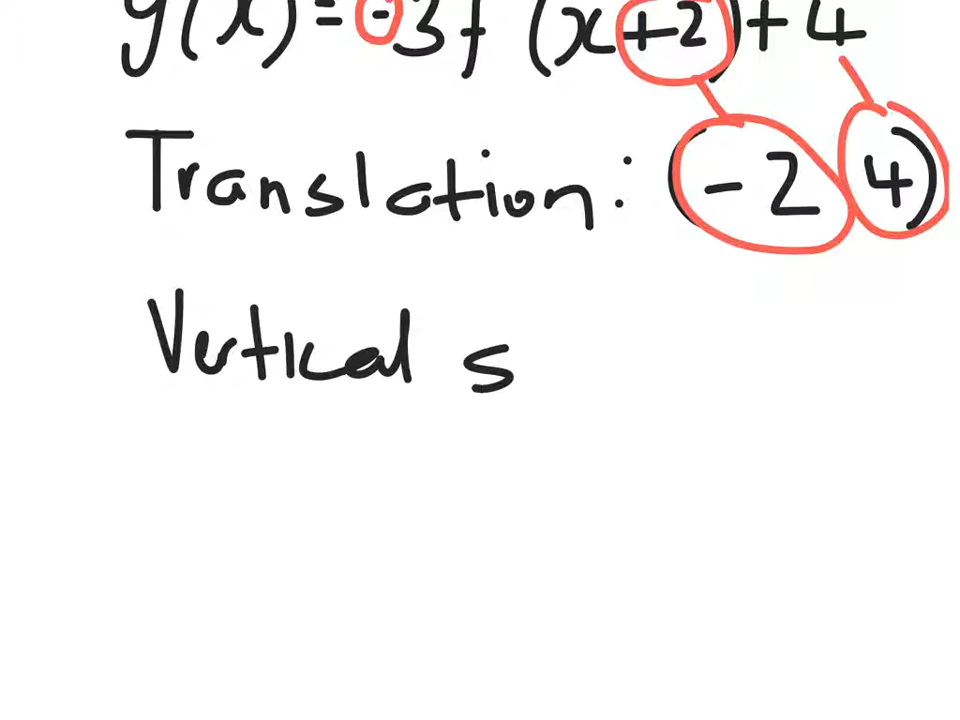 g(x) = -3f(x+2)+4
Translation: (-2 4)
Vertical s